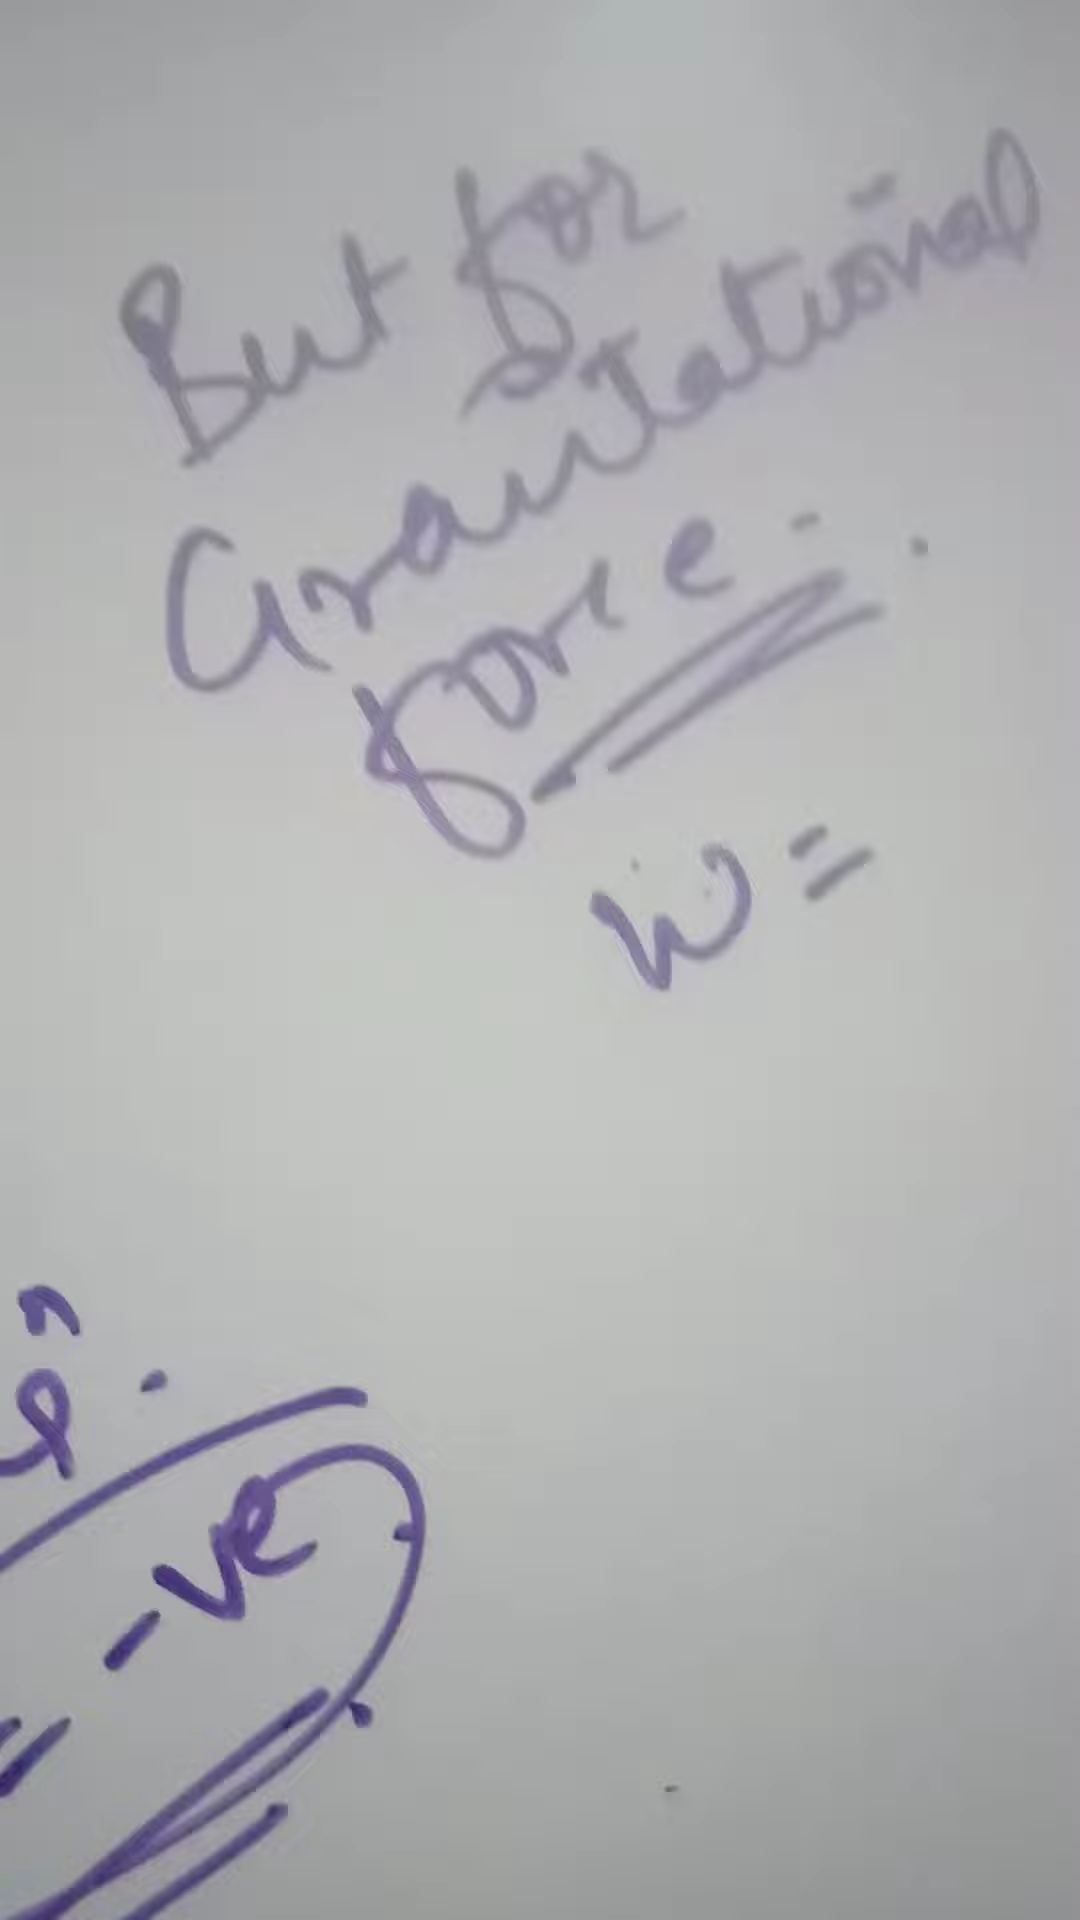 But for
Gravitational
force
W =
= -ve